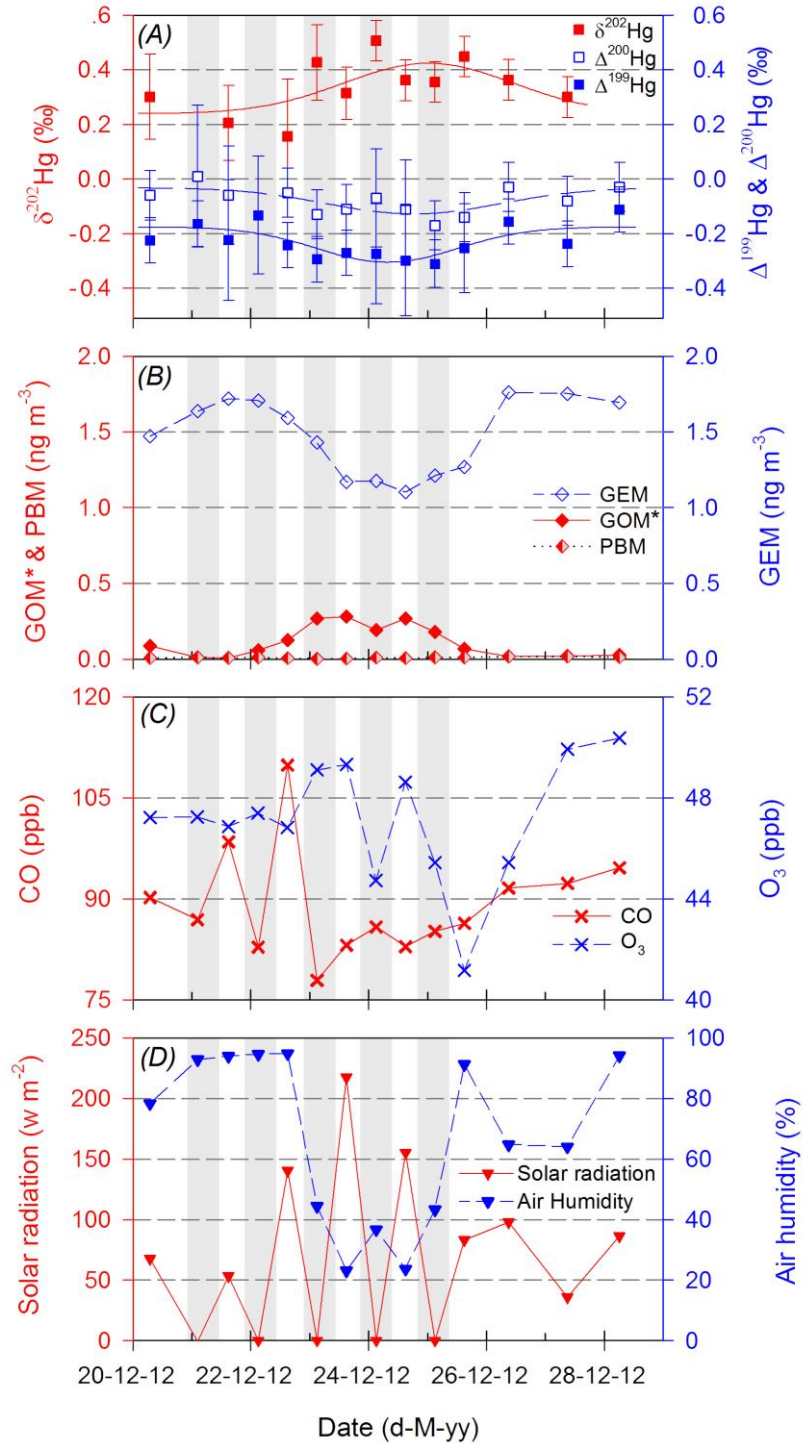 (A)
.6
0.4
0.2
0.0
-0.2
-0.4
δ²⁰²Hg (‰)
δ²⁰²Hg
Δ²⁰⁰Hg
Δ¹⁹⁹Hg
0.6
0.4
0.2
0.0
-0.2
-0.4
Δ¹⁹⁹Hg & Δ²⁰⁰Hg (‰)
(B)
2.0
1.5
1.0
0.5
0.0
GOM* & PBM (ng m⁻³)
GEM
GOM*
PBM
2.0
1.5
1.0
0.5
0.0
GEM (ng m⁻³)
(C)
120
105
90
75
CO (ppb)
CO
O₃
52
48
44
40
O₃ (ppb)
(D)
250
200
150
100
50
0
Solar radiation (w m⁻²)
Solar radiation
Air Humidity
100
80
60
40
20
0
Air humidity (%)
20-12-12 22-12-12 24-12-12 26-12-12 28-12-12
Date (d-M-yy)